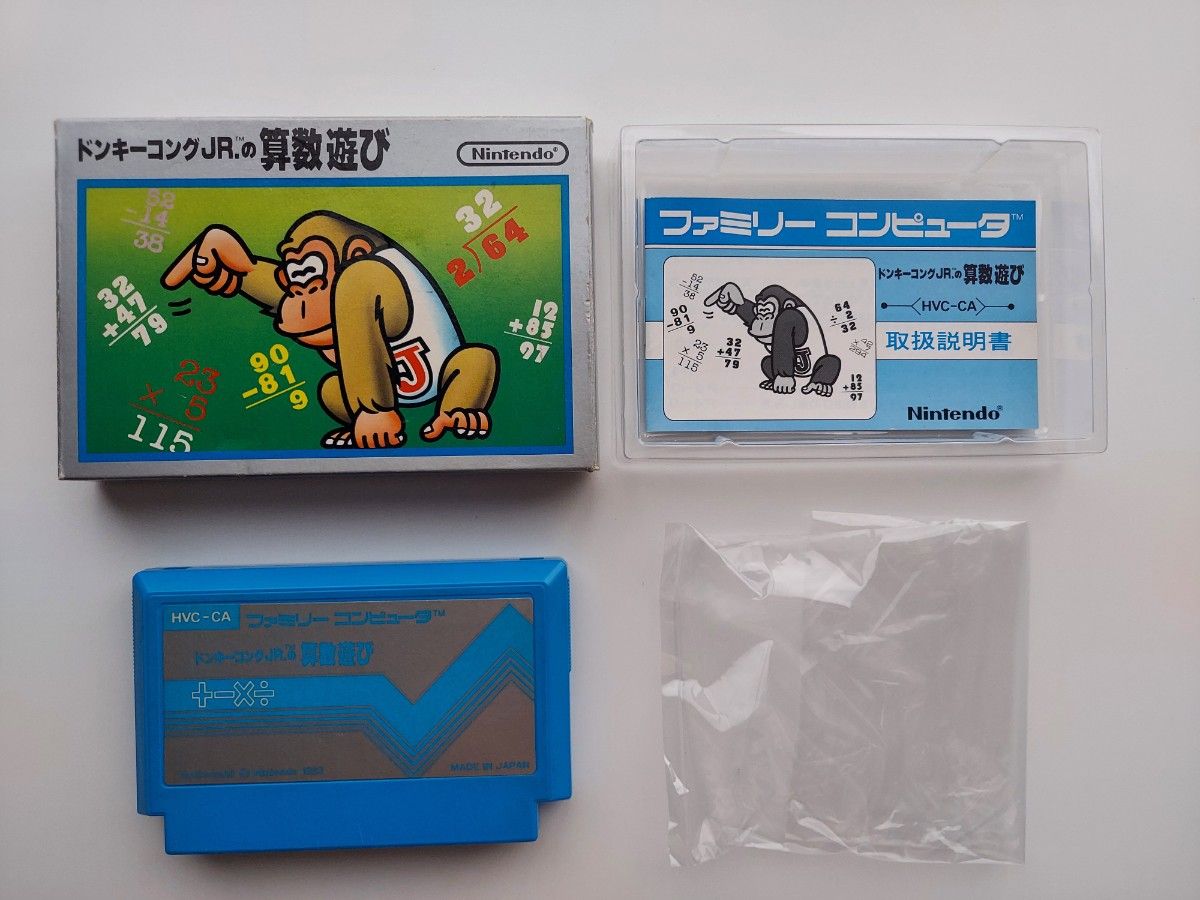 ドンキーコングJR.™の算数遊び
Nintendo®
52
-14
38
32
+47
79
23
× 5
115
90
-81
9
32
2)64
12
+85
97
J
ファミリー コンピュータ™
ドンキーコングJR.™の算数遊び
HVC-CA
取扱説明書
Nintendo®
52
-14
38
90
-81
9
23
× 5
115
32
+47
79
64
÷ 2
32
12
+85
97
J
HVC-CA
ファミリー コンピュータ™
ドンキーコングJR.™の算数遊び
+-×÷
Nintendo 1983
MADE IN JAPAN